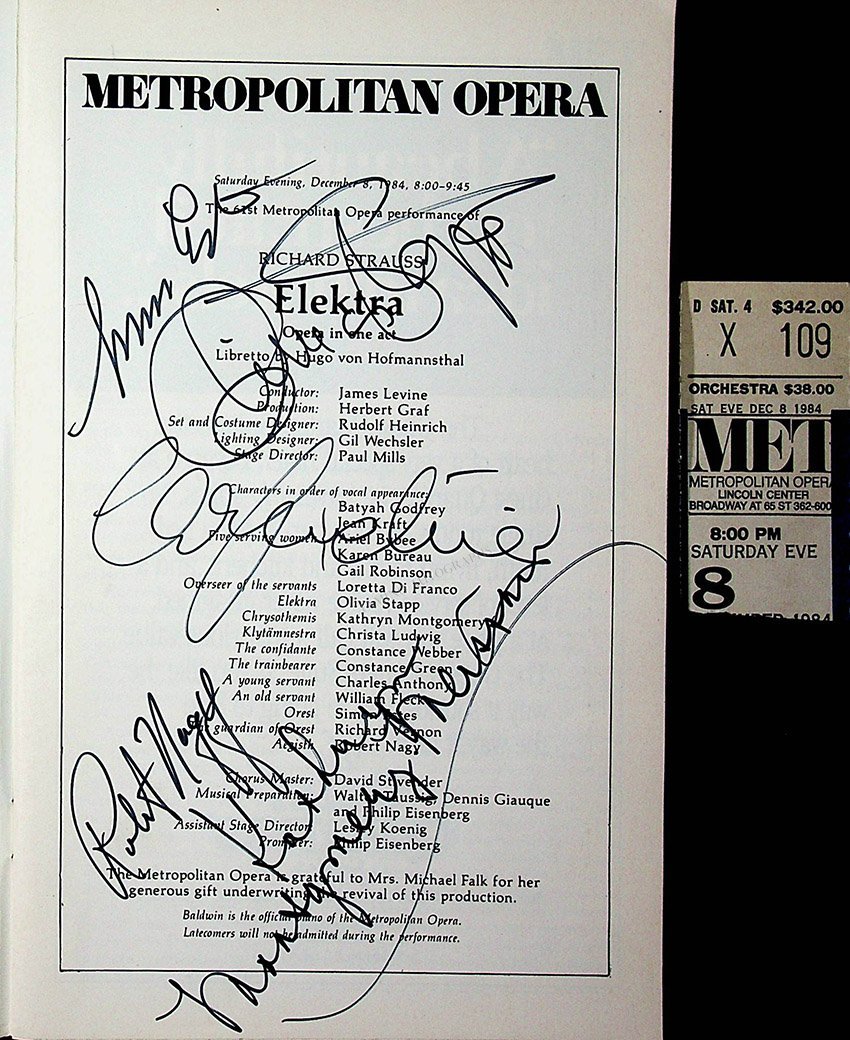 METROPOLITAN OPERA
Saturday Evening, December 8, 1984, 8:00–9:45
The 61st Metropolitan Opera performance of
RICHARD STRAUSS
Elektra
Opera in one act
Libretto by Hugo von Hofmannsthal
Conductor: James Levine
Production: Herbert Graf
Set and Costume Designer: Rudolf Heinrich
Lighting Designer: Gil Wechsler
Stage Director: Paul Mills
Characters in order of vocal appearance:
Batyah Godfrey
Jean Kraft
Five serving women Ariel Bybee
Karen Bureau
Gail Robinson
Overseer of the servants Loretta Di Franco
Elektra Olivia Stapp
Chrysothemis Kathryn Montgomery
Klytämnestra Christa Ludwig
The confidante Constance Webber
The trainbearer Constance Green
A young servant Charles Anthony
An old servant William Fleck
Orest Simon Estes
The guardian of Orest Richard Vernon
Aegisth Robert Nagy
Chorus Master: David Stivender
Musical Preparation: Walter Taussig, Dennis Giauque
and Philip Eisenberg
Assistant Stage Director: Lesley Koenig
Prompter: Philip Eisenberg
The Metropolitan Opera is grateful to Mrs. Michael Falk for her
generous gift underwriting the revival of this production.
Baldwin is the official piano of the Metropolitan Opera.
Latecomers will not be admitted during the performance.
Robert Nagy
Kathryn
Montgomery
D SAT. 4 $342.00
X 109
ORCHESTRA $38.00
SAT EVE DEC 8 1984
MET
METROPOLITAN OPERA
LINCOLN CENTER
BROADWAY AT 65 ST 362-600
8:00 PM
SATURDAY EVE
8